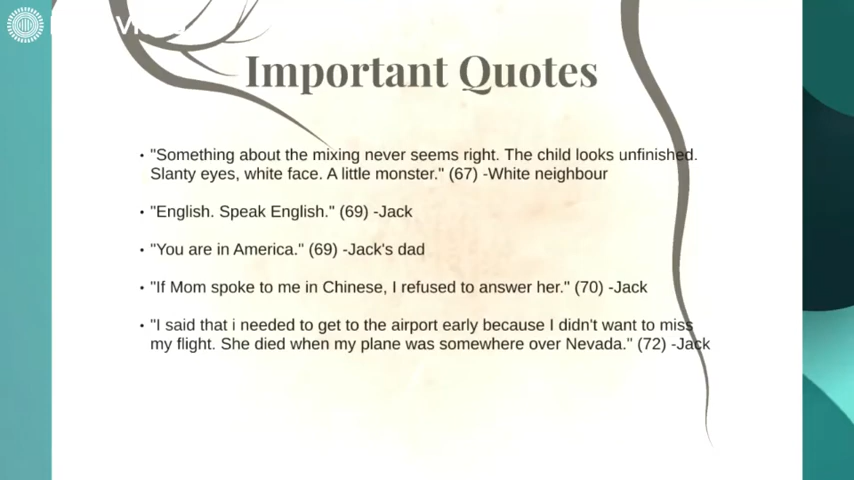 Important Quotes
• "Something about the mixing never seems right. The child looks unfinished.
Slanty eyes, white face. A little monster." (67) -White neighbour
• "English. Speak English." (69) -Jack
• "You are in America." (69) -Jack's dad
• "If Mom spoke to me in Chinese, I refused to answer her." (70) -Jack
• "I said that i needed to get to the airport early because I didn't want to miss
my flight. She died when my plane was somewhere over Nevada." (72) -Jack